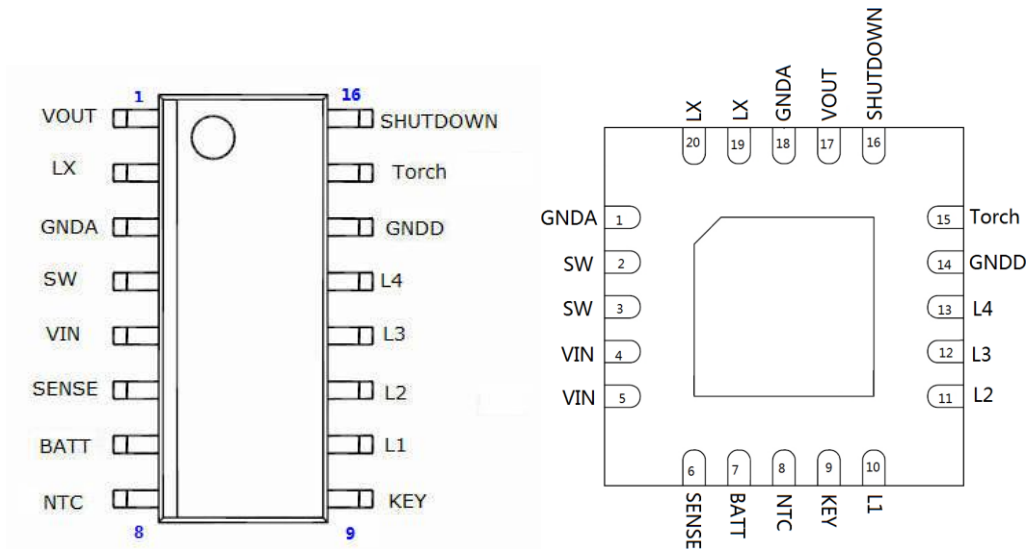 1 16
VOUT SHUTDOWN
LX Torch
GNDA GNDD
SW L4
VIN L3
SENSE L2
BATT L1
NTC KEY
8 9
LX LX GNDA VOUT SHUTDOWN
20 19 18 17 16
GNDA 1 15 Torch
SW 2 14 GNDD
SW 3 13 L4
VIN 4 12 L3
VIN 5 11 L2
6 7 8 9 10
SENSE BATT NTC KEY L1